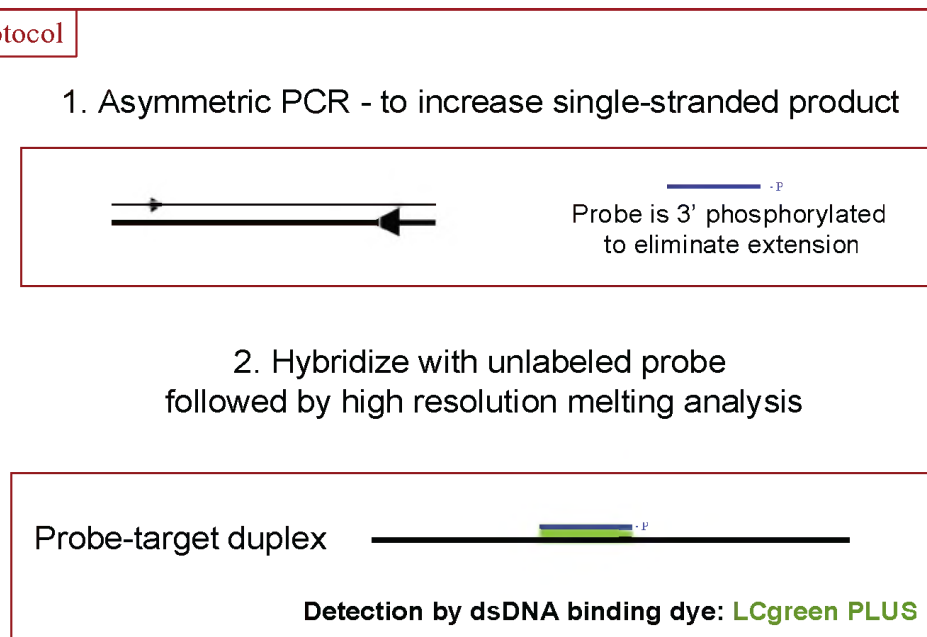 otocol
1. Asymmetric PCR - to increase single-stranded product
- P
Probe is 3’ phosphorylated
to eliminate extension
2. Hybridize with unlabeled probe
followed by high resolution melting analysis
- P
Probe-target duplex
Detection by dsDNA binding dye: LCgreen PLUS